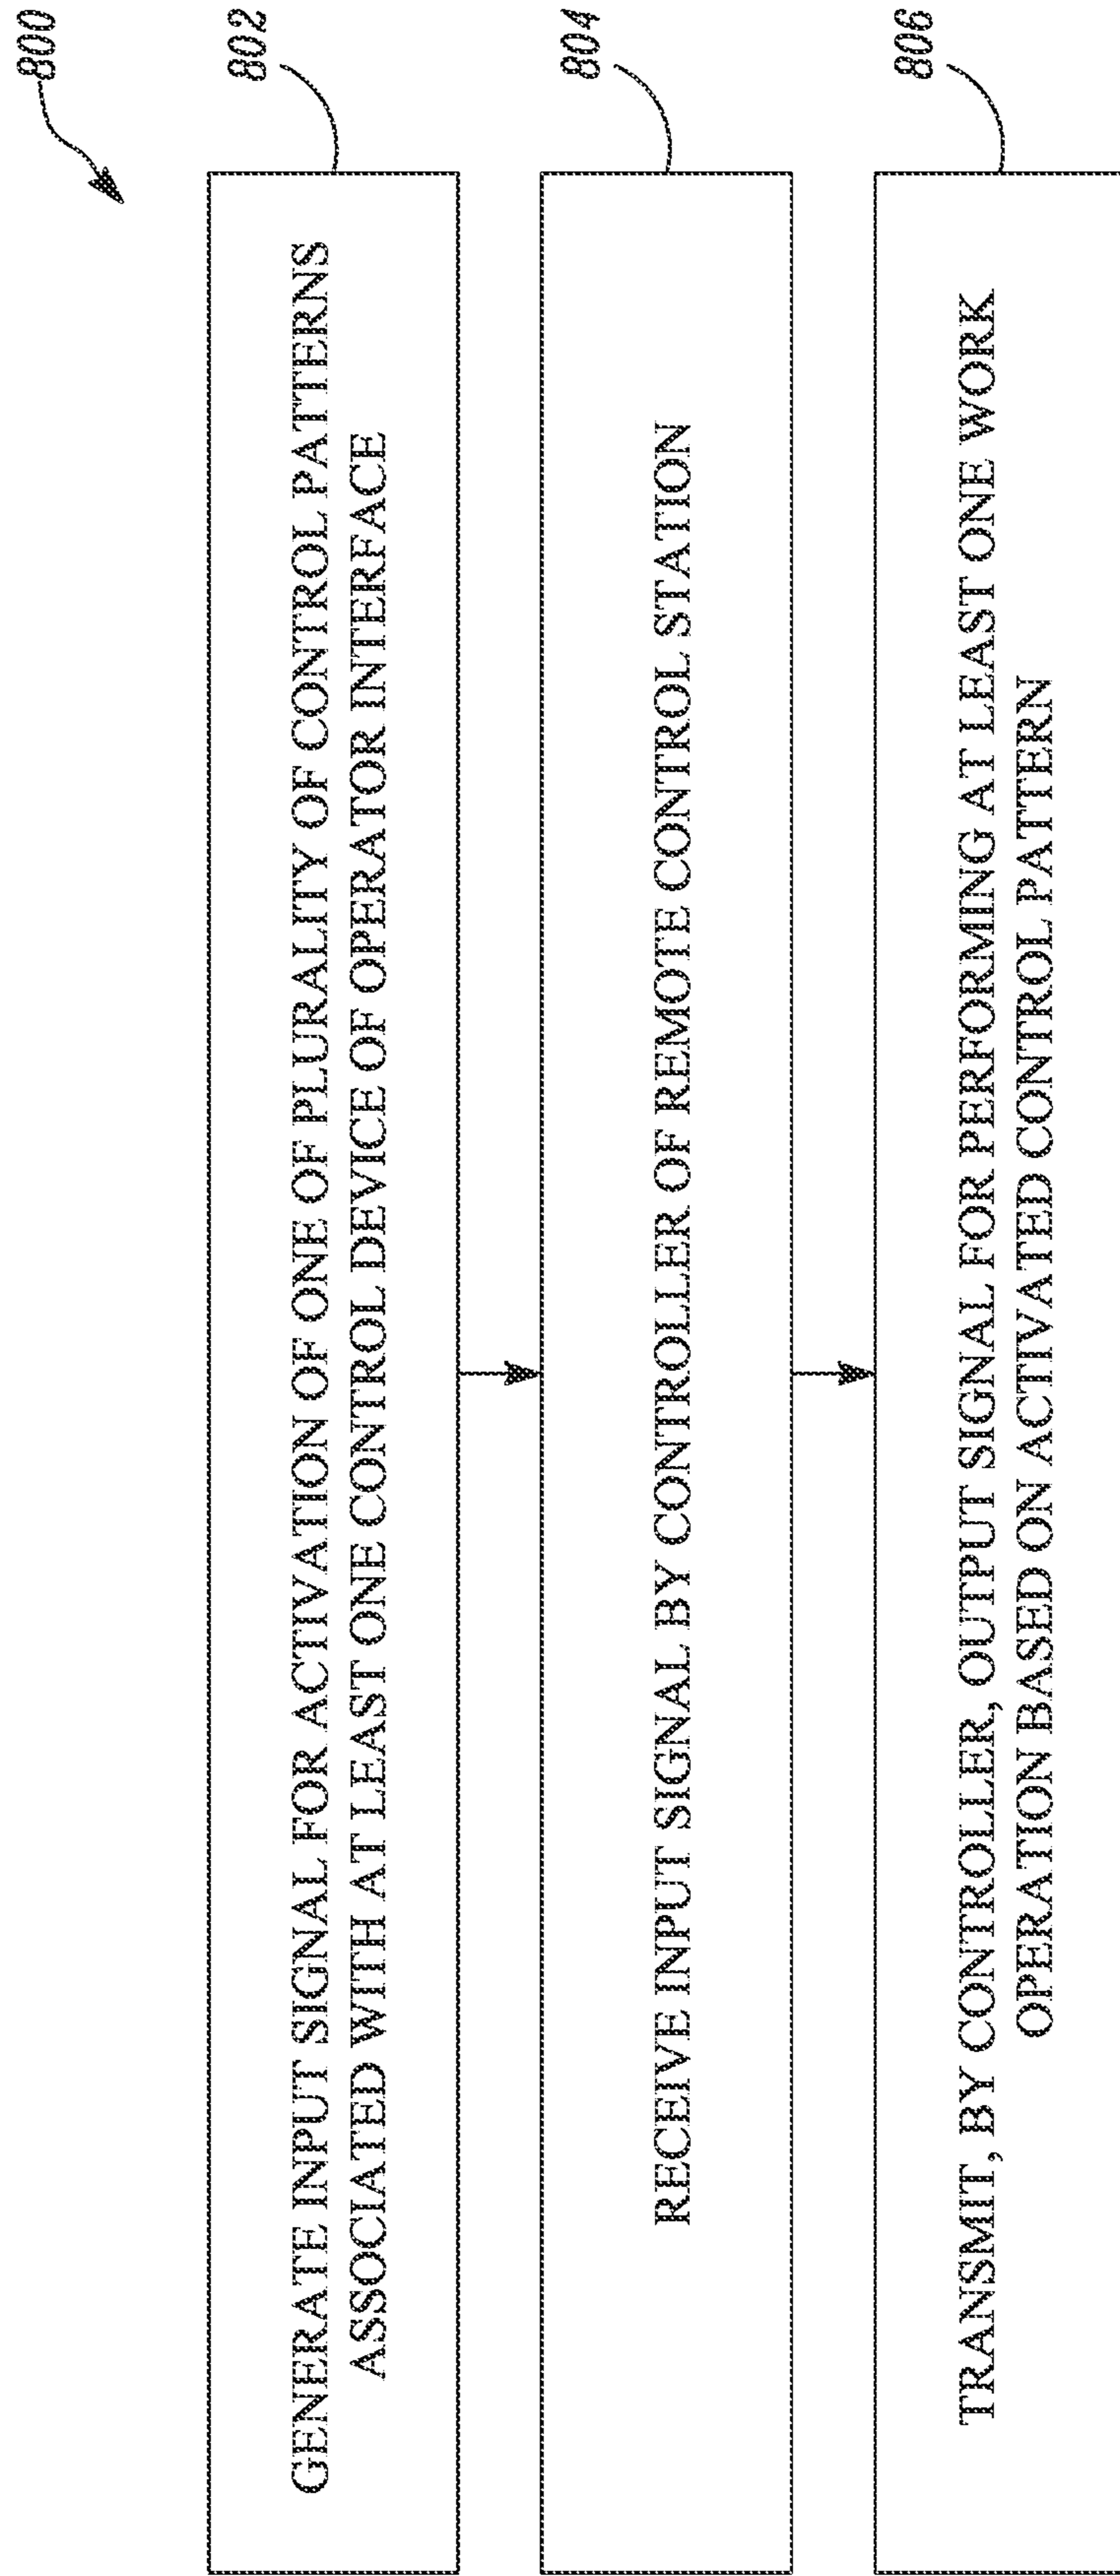 800
802
GENERATE INPUT SIGNAL FOR ACTIVATION OF ONE OF PLURALITY OF CONTROL PATTERNS
ASSOCIATED WITH AT LEAST ONE CONTROL DEVICE OF OPERATOR INTERFACE
804
RECEIVE INPUT SIGNAL BY CONTROLLER OF REMOTE CONTROL STATION
806
TRANSMIT, BY CONTROLLER, OUTPUT SIGNAL FOR PERFORMING AT LEAST ONE WORK
OPERATION BASED ON ACTIVATED CONTROL PATTERN